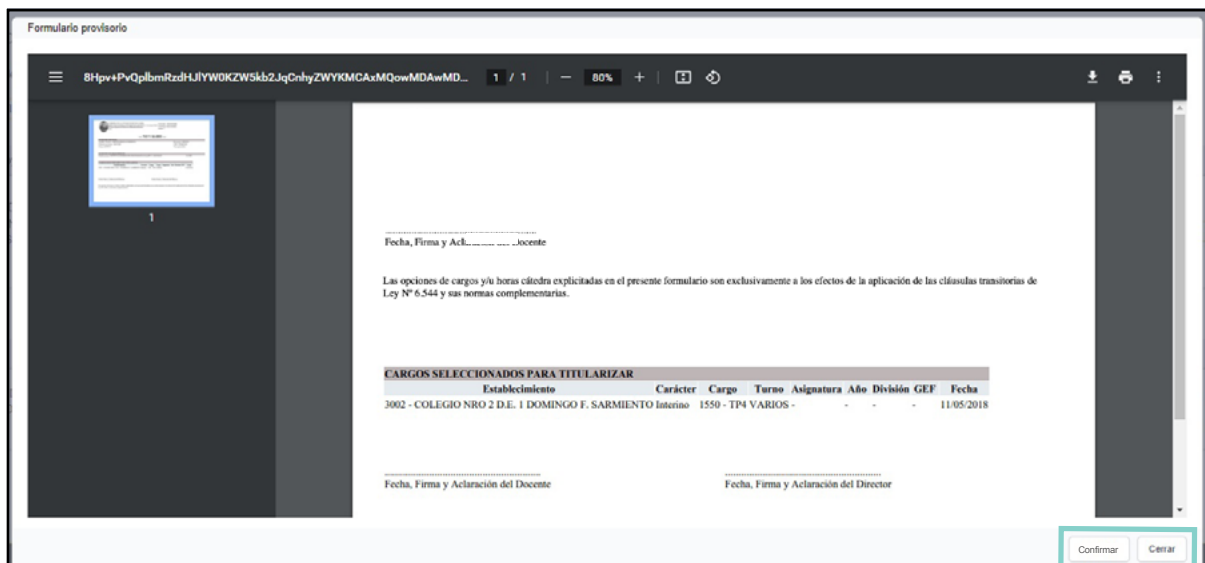 Formulario provisorio
8Hpv+PvQplbmRzdHJlYW0KZW5kb2JqCnhyZWYKMCAxMQowMDAwMD... 1 / 1 80%
1
Fecha, Firma y Docente
Las opciones de cargos y/u horas cátedra explicitadas en el presente formulario son exclusivamente a los efectos de la aplicación de las cláusulas transitorias de
Ley Nº 6.544 y sus normas complementarias.
CARGOS SELECCIONADOS PARA TITULARIZAR
Establecimiento Carácter Cargo Turno Asignatura Año División GEF Fecha
3002 - COLEGIO NRO 2 D.E. 1 DOMINGO F. SARMIENTO Interino 1550 - TP4 VARIOS - - - - 11/05/2018
Fecha, Firma y Aclaración del Docente Fecha, Firma y Aclaración del Director
Confirmar Cerrar